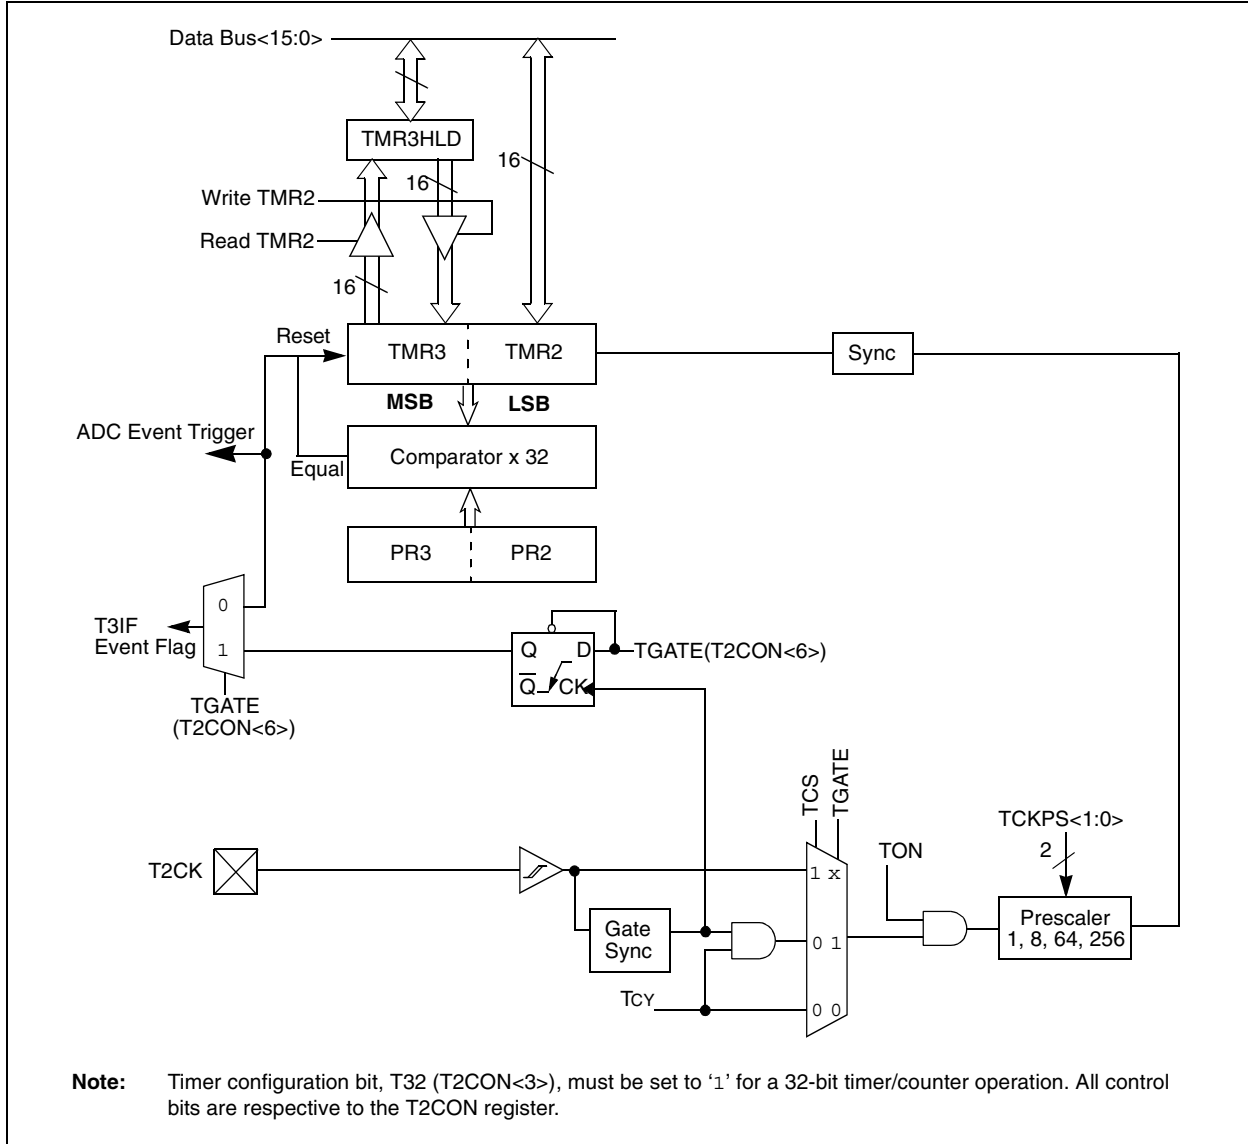 Data Bus<15:0>
TMR3HLD
16
16
Write TMR2
Read TMR2
16
Reset
TMR3
TMR2
Sync
MSB
LSB
ADC Event Trigger
Equal
Comparator x 32
PR3
PR2
0
T3IF
Event Flag
1
Q
D
TGATE(T2CON<6>)
Q
CK
TGATE
(T2CON<6>)
TCS
TGATE
TCKPS<1:0>
2
TON
T2CK
1 x
Prescaler
1, 8, 64, 256
Gate
Sync
0 1
TCY
0 0
Note: Timer configuration bit, T32 (T2CON<3>), must be set to ‘1’ for a 32-bit timer/counter operation. All control
bits are respective to the T2CON register.